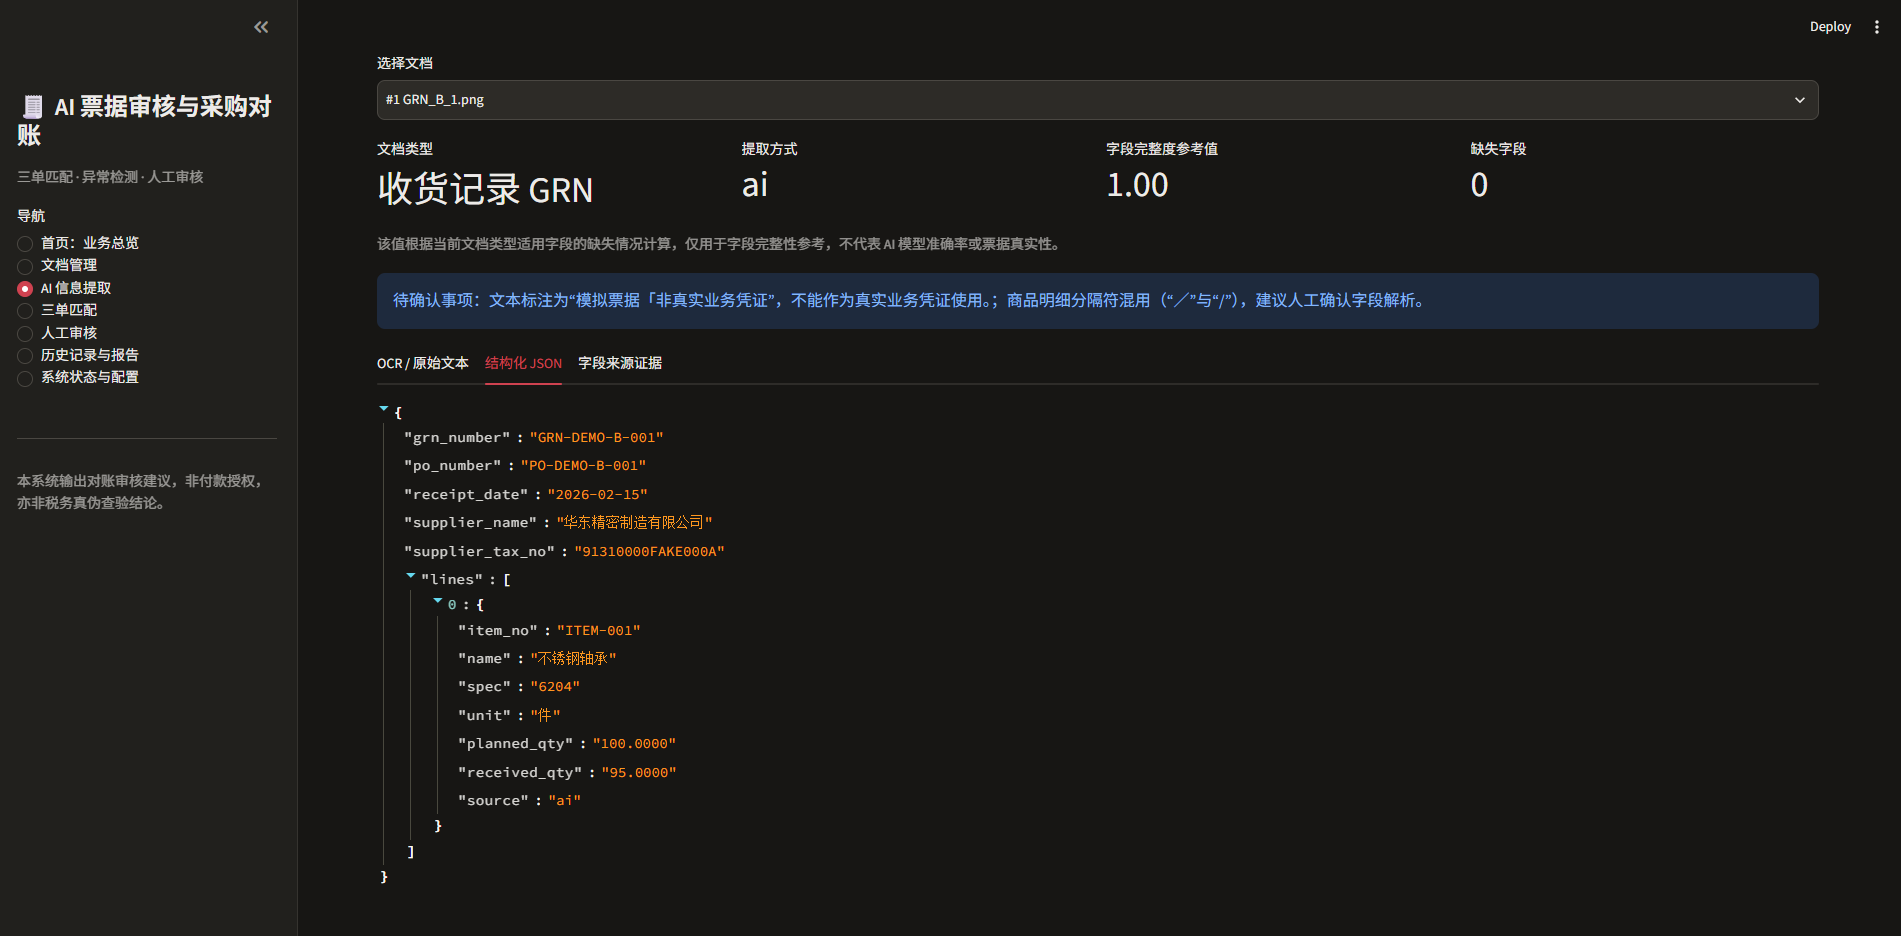 Deploy
AI 票据审核与采购对
账
三单匹配·异常检测·人工审核
导航
首页：业务总览
文档管理
AI 信息提取
三单匹配
人工审核
历史记录与报告
系统状态与配置
本系统输出对账审核建议，非付款授权，
亦非税务真伪查验结论。
选择文档
#1 GRN_B_1.png
文档类型
收货记录 GRN
提取方式
ai
字段完整度参考值
1.00
缺失字段
0
该值根据当前文档类型适用字段的缺失情况计算，仅用于字段完整性参考，不代表 AI 模型准确率或票据真实性。
待确认事项：文本标注为“模拟票据「非真实业务凭证”，不能作为真实业务凭证使用。；商品明细分隔符混用（“／”与“/”），建议人工确认字段解析。
OCR / 原始文本 结构化 JSON 字段来源证据
{
"grn_number" : "GRN-DEMO-B-001"
"po_number" : "PO-DEMO-B-001"
"receipt_date" : "2026-02-15"
"supplier_name" : "华东精密制造有限公司"
"supplier_tax_no" : "91310000FAKE000A"
"lines" : [
0 : {
"item_no" : "ITEM-001"
"name" : "不锈钢轴承"
"spec" : "6204"
"unit" : "件"
"planned_qty" : "100.0000"
"received_qty" : "95.0000"
"source" : "ai"
}
]
}